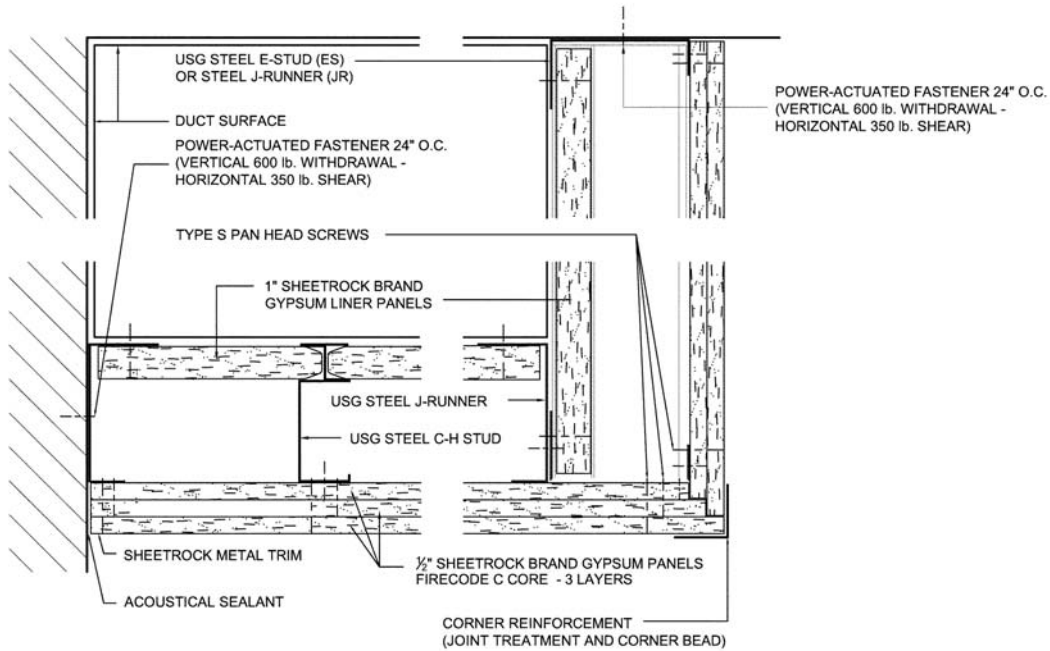 USG STEEL E-STUD (ES)
OR STEEL J-RUNNER (JR)
DUCT SURFACE
POWER-ACTUATED FASTENER 24" O.C.
(VERTICAL 600 lb. WITHDRAWAL -
HORIZONTAL 350 lb. SHEAR)
POWER-ACTUATED FASTENER 24" O.C.
(VERTICAL 600 lb. WITHDRAWAL -
HORIZONTAL 350 lb. SHEAR)
TYPE S PAN HEAD SCREWS
1" SHEETROCK BRAND
GYPSUM LINER PANELS
USG STEEL J-RUNNER
USG STEEL C-H STUD
SHEETROCK METAL TRIM
½" SHEETROCK BRAND GYPSUM PANELS
FIRECODE C CORE - 3 LAYERS
ACOUSTICAL SEALANT
CORNER REINFORCEMENT
(JOINT TREATMENT AND CORNER BEAD)